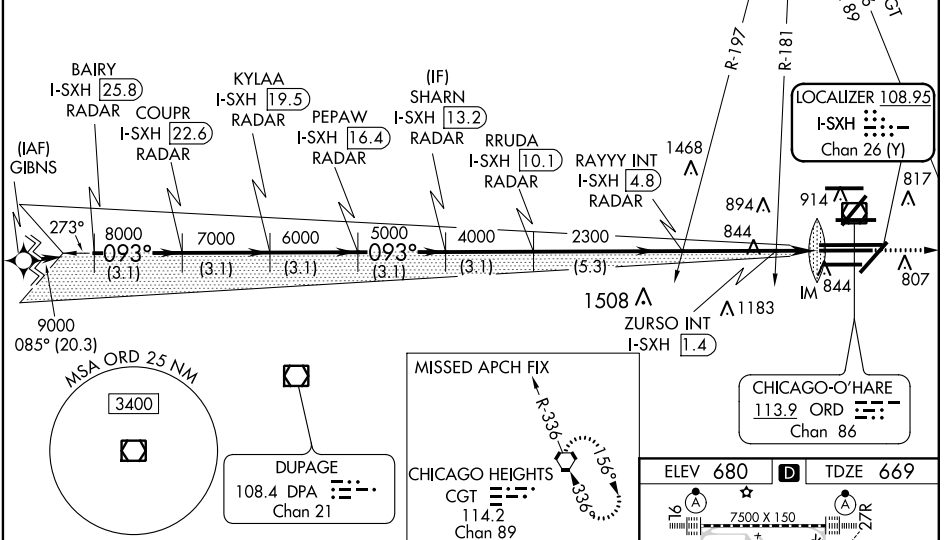 R-197
R-181
89
CGT
BAIRY
I-SXH 25.8
RADAR
COUPR
I-SXH 22.6
RADAR
KYLAA
I-SXH 19.5
RADAR
PEPAW
I-SXH 16.4
RADAR
(IF)
SHARN
I-SXH 13.2
RADAR
RRUDA
I-SXH 10.1
RADAR
RAYYY INT
I-SXH 4.8
RADAR
1468
LOCALIZER 108.95
I-SXH
Chan 26 (Y)
(IAF)
GIBNS
894
914
817
844
273°
8000
093°
(3.1)
7000
(3.1)
6000
(3.1)
5000
093°
(3.1)
4000
(3.1)
2300
(5.3)
IM
844
807
1508
1183
ZURSO INT
I-SXH 1.4
9000
085° (20.3)
MSA ORD 25 NM
3400
DUPAGE
108.4 DPA
Chan 21
MISSED APCH FIX
R-336
156°
336°
CHICAGO HEIGHTS
CGT
114.2
Chan 89
CHICAGO-O'HARE
113.9 ORD
Chan 86
ELEV 680 D TDZE 669
A
A
9L
7500 X 150
27R